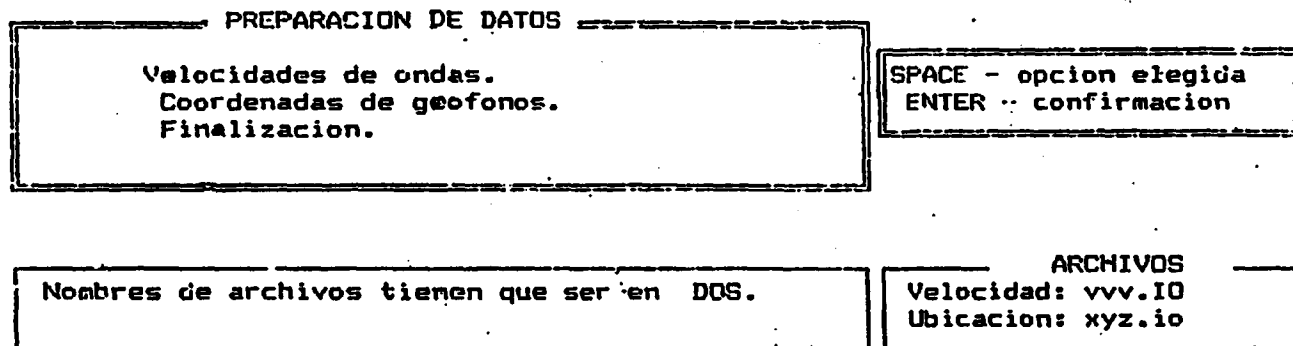 PREPARACION DE DATOS
Velocidades de ondas.
Coordenadas de geofonos.
Finalizacion.
SPACE - opcion elegida
ENTER - confirmacion
Nombres de archivos tienen que ser en DOS.
ARCHIVOS
Velocidad: vvv.IO
Ubicacion: xyz.io